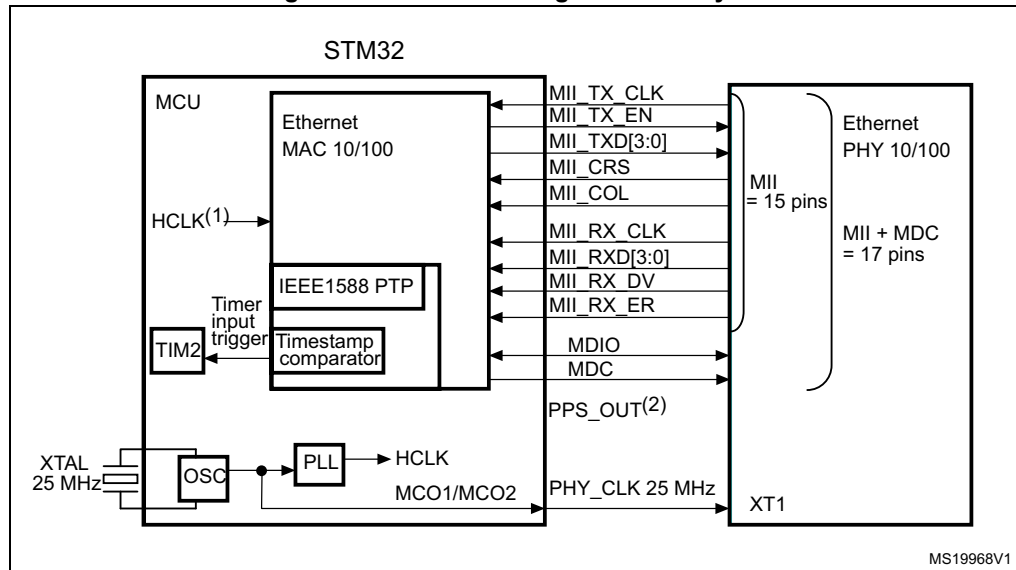 STM32
MCU
Ethernet
MAC 10/100
HCLK(1)
IEEE1588 PTP
Timer
input
trigger
TIM2
Timestamp
comparator
XTAL
25 MHz
OSC
PLL
HCLK
MCO1/MCO2
MII_TX_CLK
MII_TX_EN
MII_TXD[3:0]
MII_CRS
MII_COL
MII_RX_CLK
MII_RXD[3:0]
MII_RX_DV
MII_RX_ER
MDIO
MDC
PPS_OUT(2)
PHY_CLK 25 MHz
MII
= 15 pins
Ethernet
PHY 10/100
MII + MDC
= 17 pins
XT1
MS19968V1